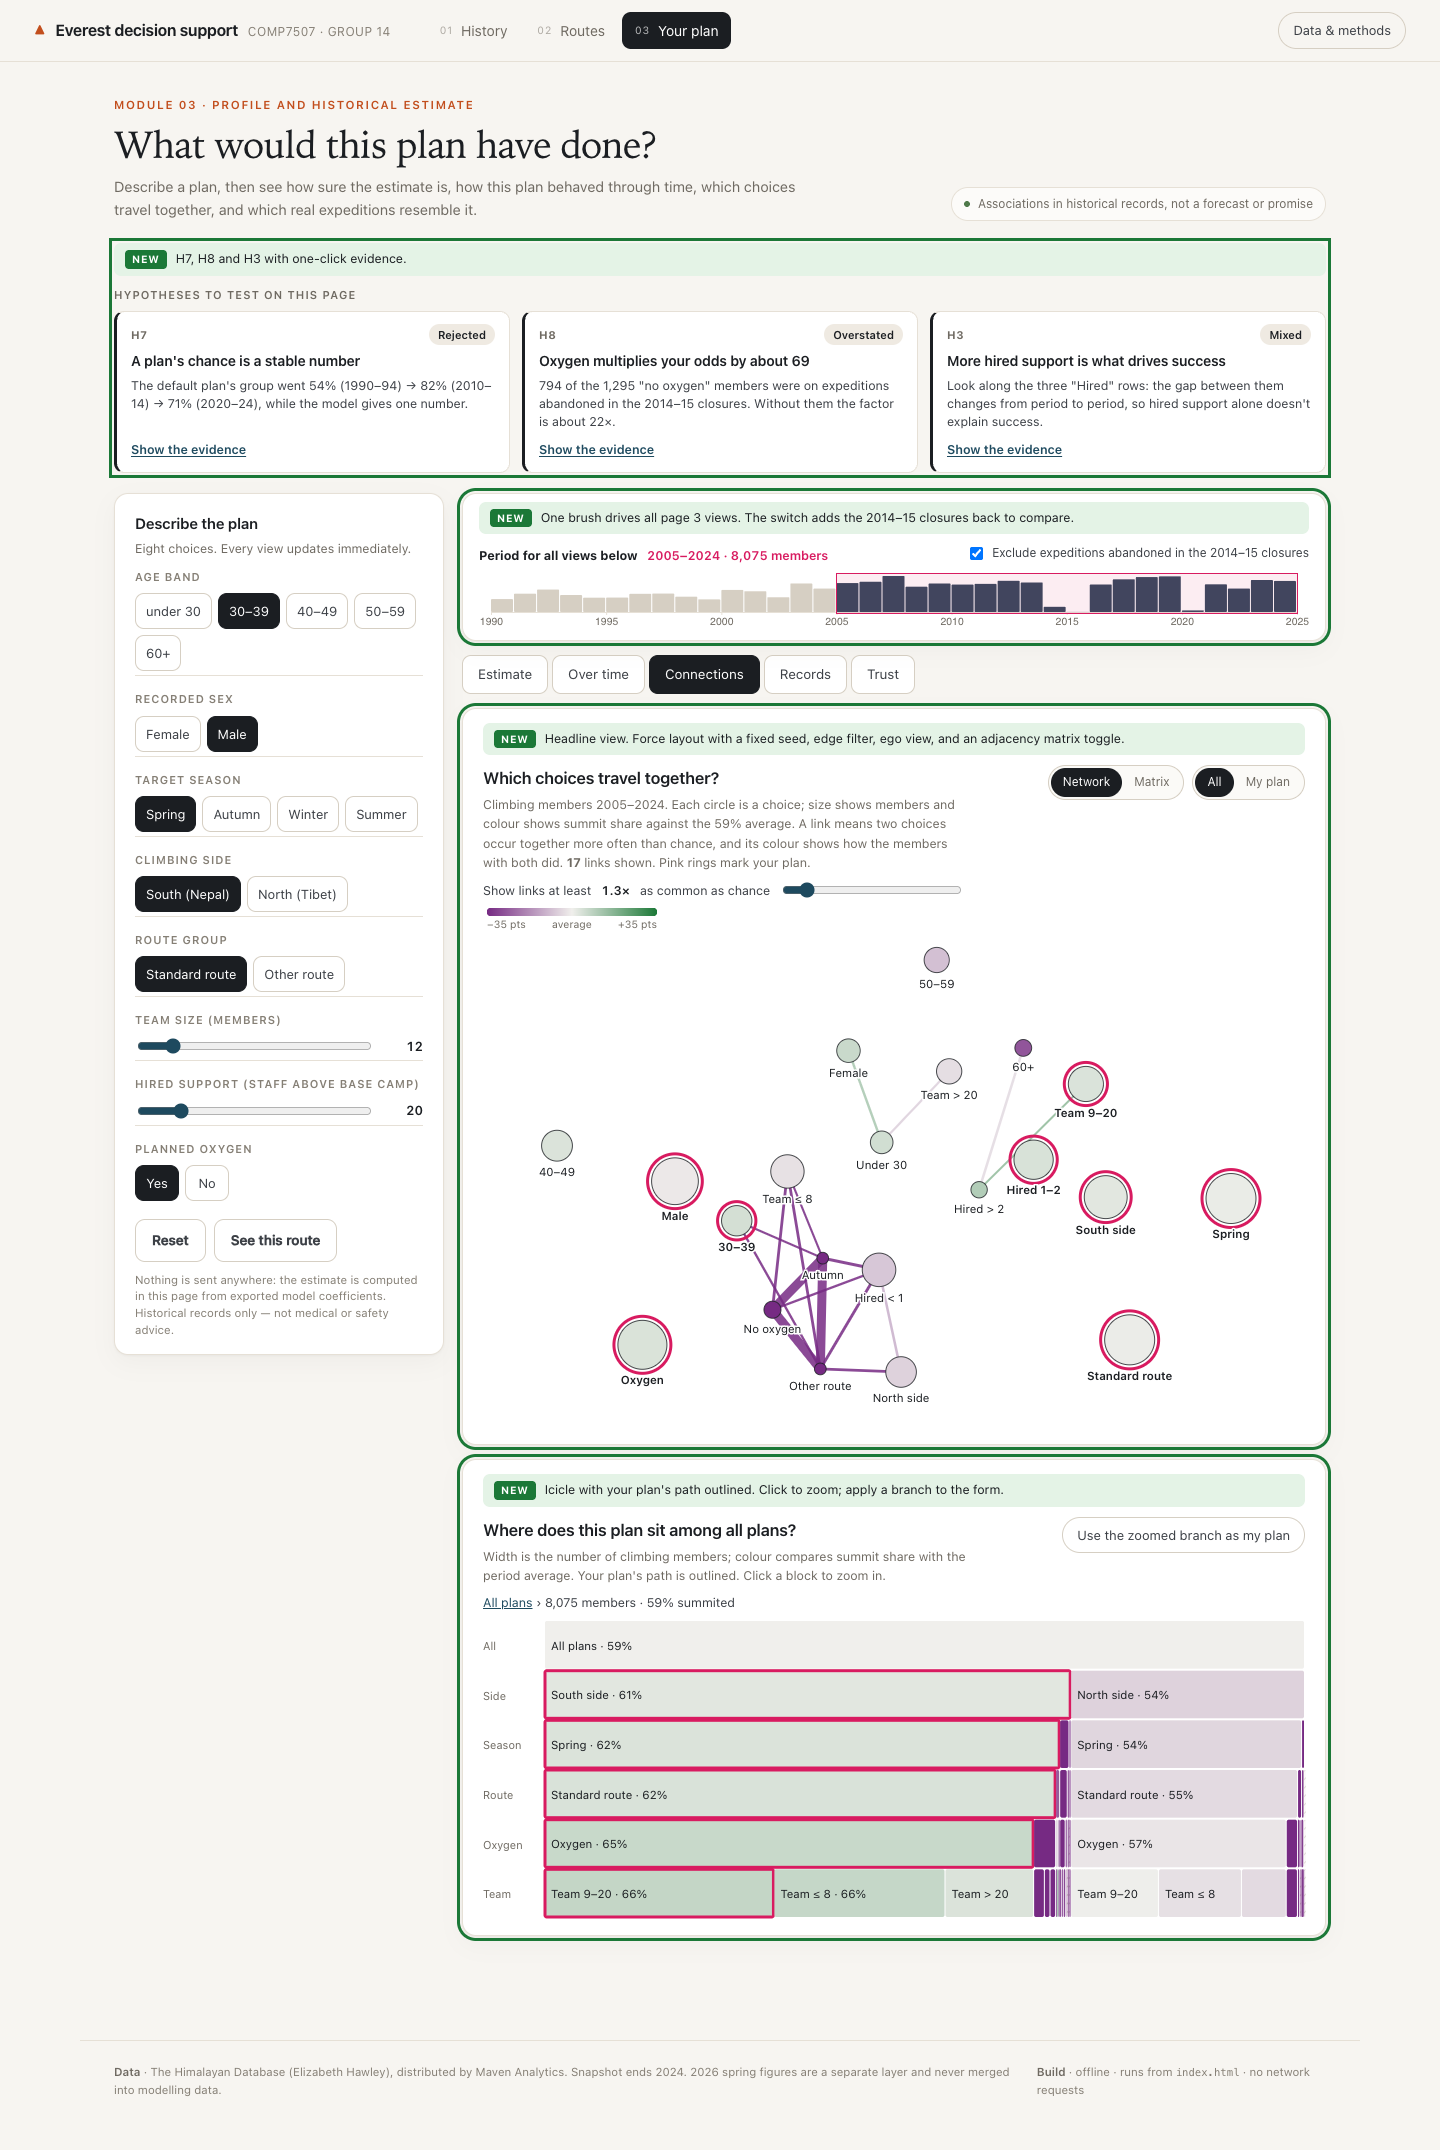 Everest decision support COMP7507 · GROUP 14 01 History 02 Routes 03 Your plan Data & methods
MODULE 03 · PROFILE AND HISTORICAL ESTIMATE
What would this plan have done?
Describe a plan, then see how sure the estimate is, how this plan behaved through time, which choices
travel together, and which real expeditions resemble it.
Associations in historical records, not a forecast or promise
NEW H7, H8 and H3 with one-click evidence.
HYPOTHESES TO TEST ON THIS PAGE
H7 Rejected
A plan's chance is a stable number
The default plan's group went 54% (1990–94) → 82% (2010–
14) → 71% (2020–24), while the model gives one number.
Show the evidence
H8 Overstated
Oxygen multiplies your odds by about 69
794 of the 1,295 "no oxygen" members were on expeditions
abandoned in the 2014–15 closures. Without them the factor
is about 22×.
Show the evidence
H3 Mixed
More hired support is what drives success
Look along the three "Hired" rows: the gap between them
changes from period to period, so hired support alone doesn't
explain success.
Show the evidence
Describe the plan
Eight choices. Every view updates immediately.
AGE BAND
under 30 30–39 40–49 50–59
60+
RECORDED SEX
Female Male
TARGET SEASON
Spring Autumn Winter Summer
CLIMBING SIDE
South (Nepal) North (Tibet)
ROUTE GROUP
Standard route Other route
TEAM SIZE (MEMBERS)
12
HIRED SUPPORT (STAFF ABOVE BASE CAMP)
20
PLANNED OXYGEN
Yes No
Reset See this route
Nothing is sent anywhere: the estimate is computed
in this page from exported model coefficients.
Historical records only — not medical or safety
advice.
NEW One brush drives all page 3 views. The switch adds the 2014–15 closures back to compare.
Period for all views below 2005–2024 · 8,075 members Exclude expeditions abandoned in the 2014–15 closures
1990 1995 2000 2005 2010 2015 2020 2025
Estimate Over time Connections Records Trust
NEW Headline view. Force layout with a fixed seed, edge filter, ego view, and an adjacency matrix toggle.
Which choices travel together? Network Matrix All My plan
Climbing members 2005–2024. Each circle is a choice; size shows members and
colour shows summit share against the 59% average. A link means two choices
occur together more often than chance, and its colour shows how the members
with both did. 17 links shown. Pink rings mark your plan.
Show links at least 1.3× as common as chance
−35 pts average +35 pts
50–59
Female
60+
Team > 20
Team 9–20
Under 30
40–49
Hired 1–2
Team ≤ 8
Hired > 2
Male
South side
Spring
30–39
Autumn
Hired < 1
No oxygen
Oxygen
Standard route
Other route
North side
NEW Icicle with your plan's path outlined. Click to zoom; apply a branch to the form.
Where does this plan sit among all plans? Use the zoomed branch as my plan
Width is the number of climbing members; colour compares summit share with the
period average. Your plan's path is outlined. Click a block to zoom in.
All plans › 8,075 members · 59% summited
All All plans · 59%
Side South side · 61% North side · 54%
Season Spring · 62% Spring · 54%
Route Standard route · 62% Standard route · 55%
Oxygen Oxygen · 65% Oxygen · 57%
Team Team 9–20 · 66% Team ≤ 8 · 66% Team > 20 Team 9–20 Team ≤ 8
Data · The Himalayan Database (Elizabeth Hawley), distributed by Maven Analytics. Snapshot ends 2024. 2026 spring figures are a separate layer and never merged
into modelling data.
Build · offline · runs from index.html · no network
requests